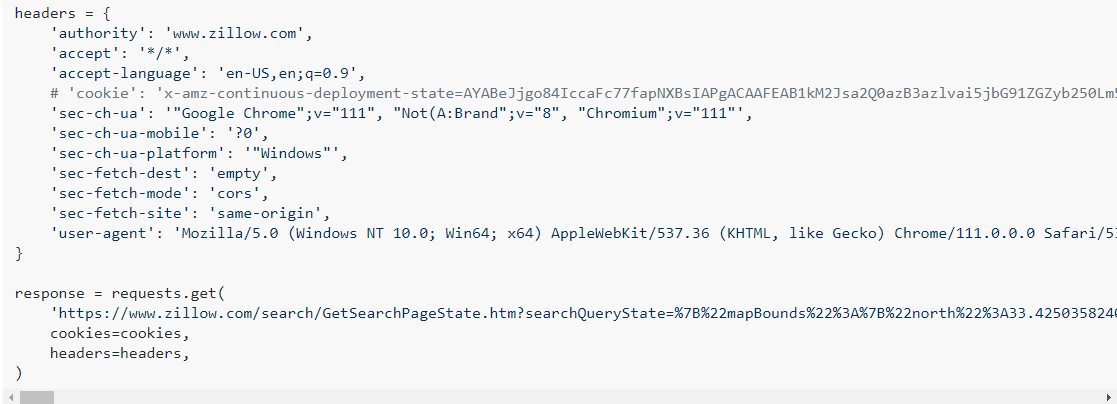 headers = {
    'authority': 'www.zillow.com',
    'accept': '*/*',
    'accept-language': 'en-US,en;q=0.9',
    # 'cookie': 'x-amz-continuous-deployment-state=AYABeJjgo84IccaFc77fapNXBsIAPgACAAFEAAB1kM2Jsa2Q0azB3azlvai5jbG91ZGZyb250Lm5
    'sec-ch-ua': '"Google Chrome";v="111", "Not(A:Brand";v="8", "Chromium";v="111"',
    'sec-ch-ua-mobile': '?0',
    'sec-ch-ua-platform': '"Windows"',
    'sec-fetch-dest': 'empty',
    'sec-fetch-mode': 'cors',
    'sec-fetch-site': 'same-origin',
    'user-agent': 'Mozilla/5.0 (Windows NT 10.0; Win64; x64) AppleWebKit/537.36 (KHTML, like Gecko) Chrome/111.0.0.0 Safari/53
}
response = requests.get(
    'https://www.zillow.com/search/GetSearchPageState.htm?searchQueryState=%7B%22mapBounds%22%3A%7B%22north%22%3A33.4250358240
    cookies=cookies,
    headers=headers,
)